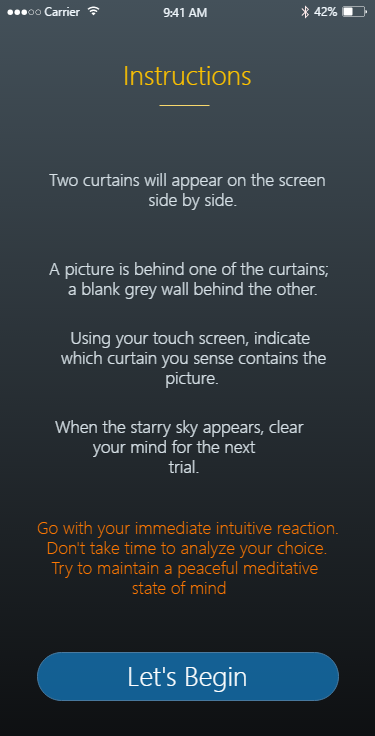 Carrier 9:41 AM 42%
Instructions
Two curtains will appear on the screen
side by side.
A picture is behind one of the curtains;
a blank grey wall behind the other.
Using your touch screen, indicate
which curtain you sense contains the
picture.
When the starry sky appears, clear
your mind for the next
trial.
Go with your immediate intuitive reaction.
Don't take time to analyze your choice.
Try to maintain a peaceful meditative
state of mind
Let's Begin